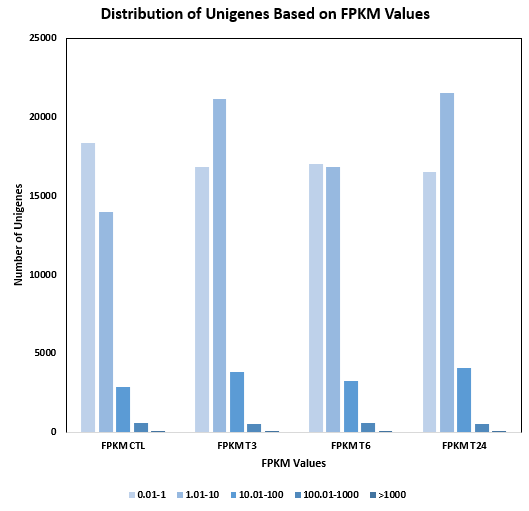 Distribution of Unigenes Based on FPKM Values
25000
20000
15000
10000
5000
0
Number of Unigenes
FPKM CTL FPKM T3 FPKM T6 FPKM T24
FPKM Values
0.01-1 1.01-10 10.01-100 100.01-1000 >1000